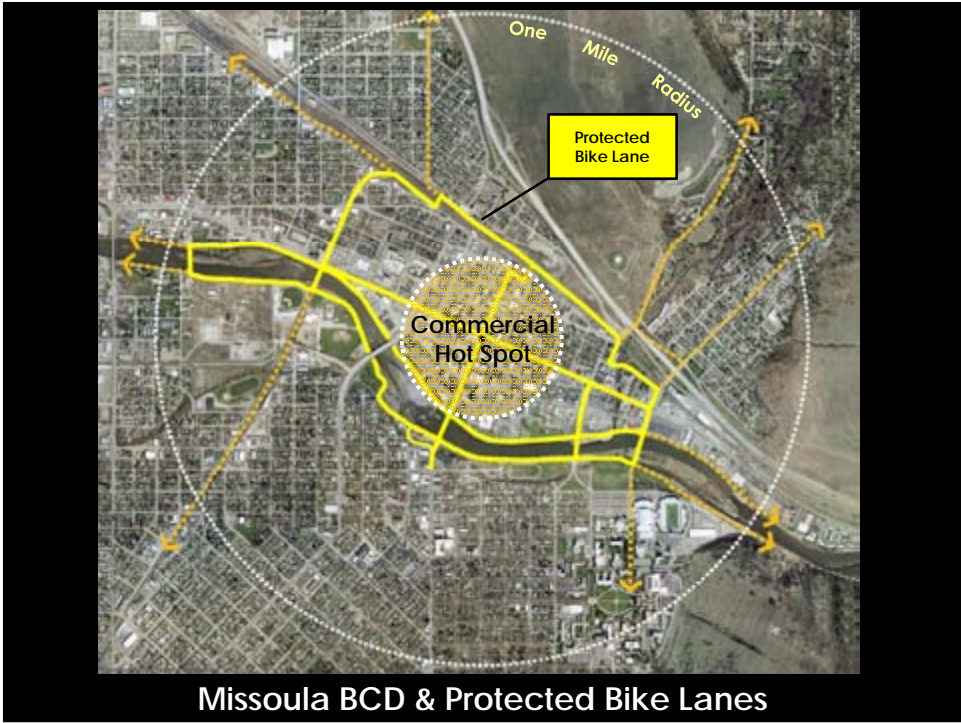 One Mile Radius
Protected
Bike Lane
Commercial
Hot Spot
Missoula BCD & Protected Bike Lanes